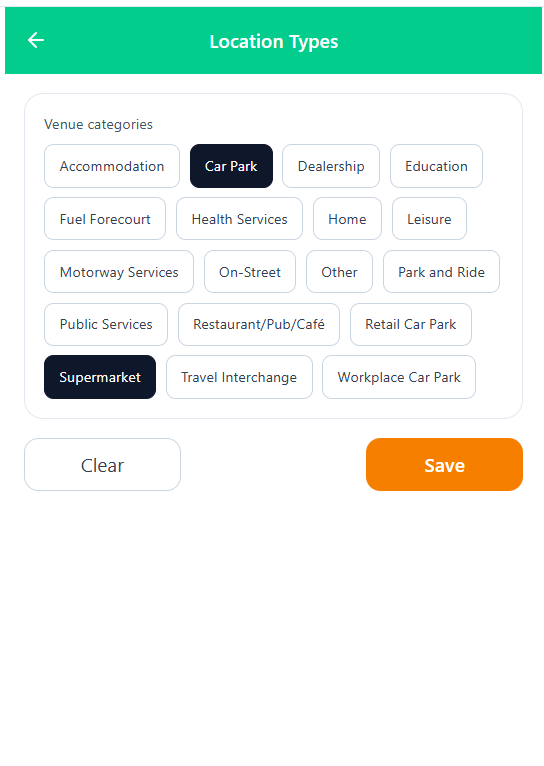 Location Types
Venue categories
Accommodation Car Park Dealership Education
Fuel Forecourt Health Services Home Leisure
Motorway Services On-Street Other Park and Ride
Public Services Restaurant/Pub/Café Retail Car Park
Supermarket Travel Interchange Workplace Car Park
Clear Save